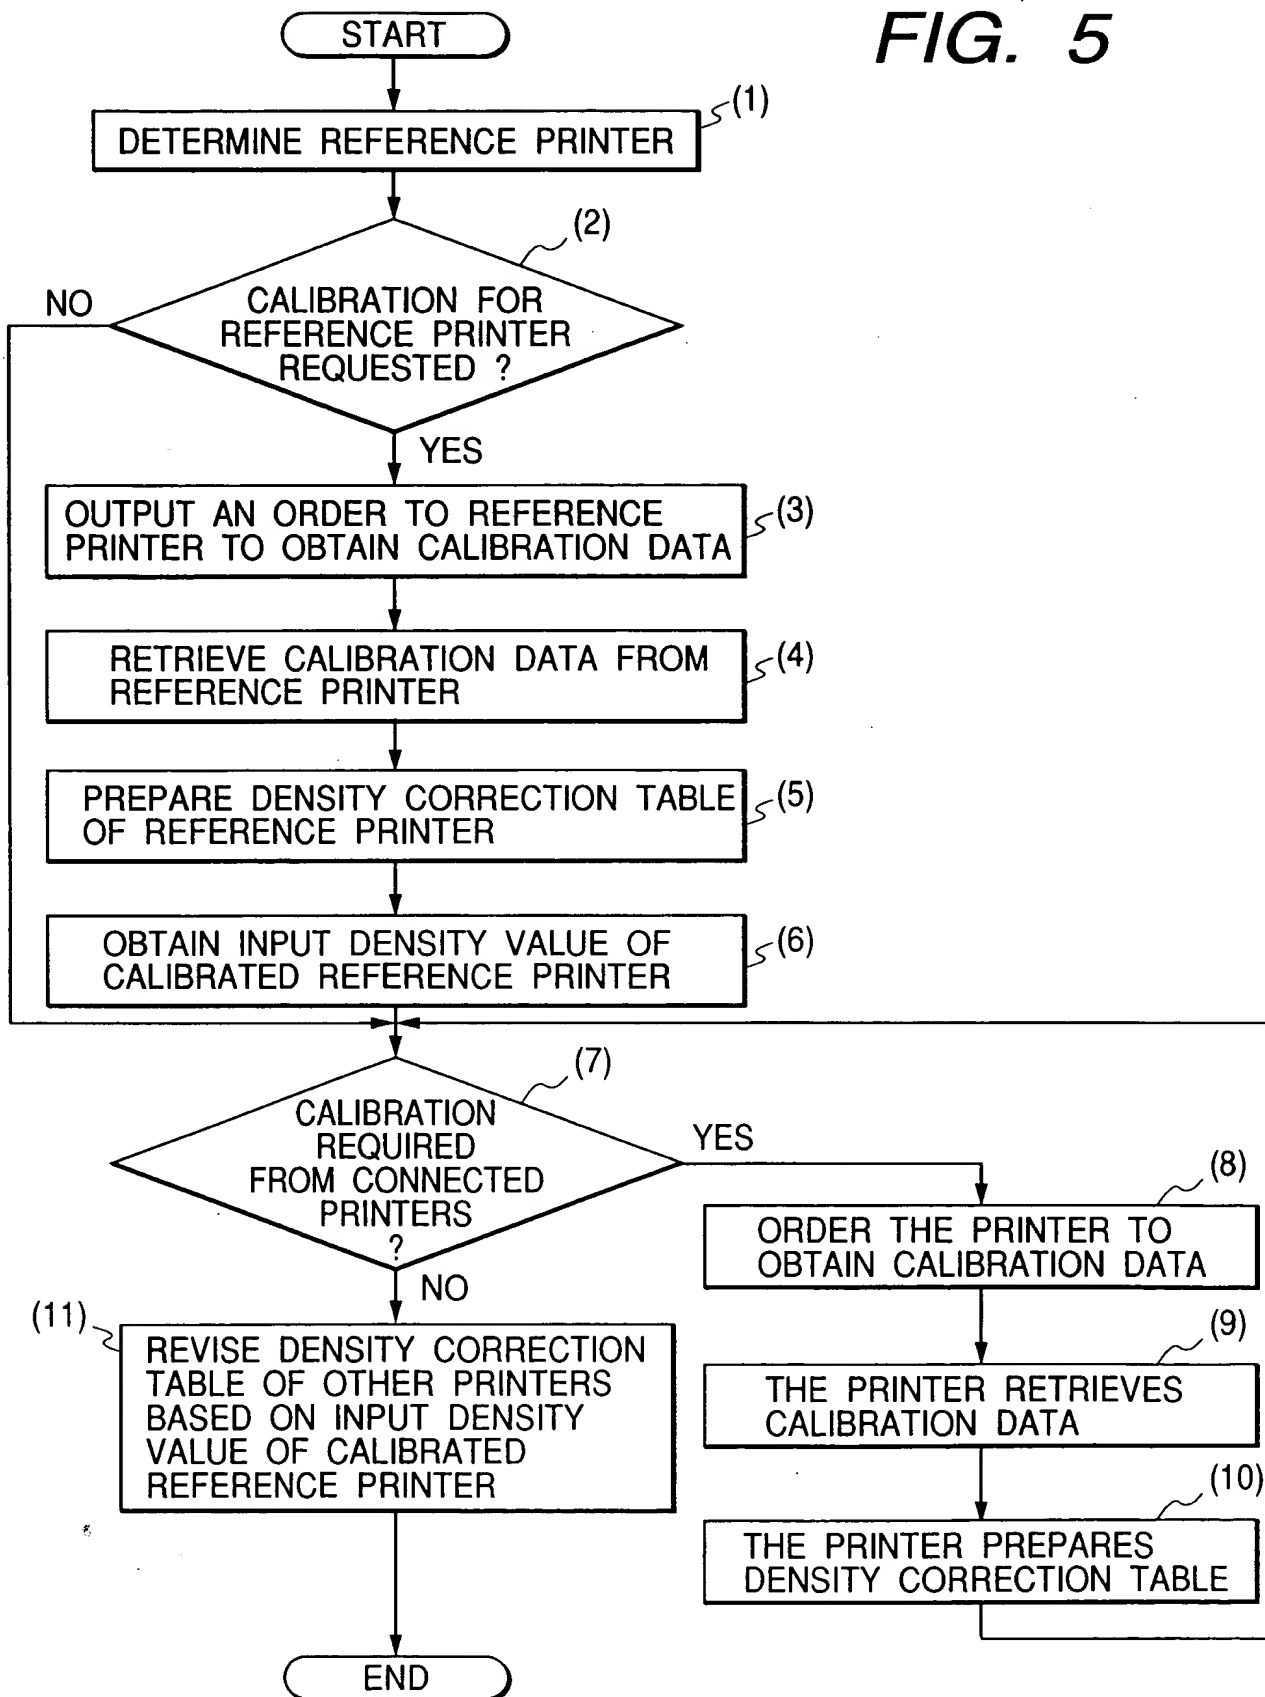 FIG. 5
START
(1)
DETERMINE REFERENCE PRINTER
(2)
NO
CALIBRATION FOR
REFERENCE PRINTER
REQUESTED ?
YES
OUTPUT AN ORDER TO REFERENCE
PRINTER TO OBTAIN CALIBRATION DATA
(3)
RETRIEVE CALIBRATION DATA FROM
REFERENCE PRINTER
(4)
PREPARE DENSITY CORRECTION TABLE
OF REFERENCE PRINTER
(5)
OBTAIN INPUT DENSITY VALUE OF
CALIBRATED REFERENCE PRINTER
(6)
(7)
CALIBRATION
REQUIRED
FROM CONNECTED
PRINTERS
?
YES
NO
(8)
ORDER THE PRINTER TO
OBTAIN CALIBRATION DATA
(9)
THE PRINTER RETRIEVES
CALIBRATION DATA
(10)
THE PRINTER PREPARES
DENSITY CORRECTION TABLE
(11)
REVISE DENSITY CORRECTION
TABLE OF OTHER PRINTERS
BASED ON INPUT DENSITY
VALUE OF CALIBRATED
REFERENCE PRINTER
END